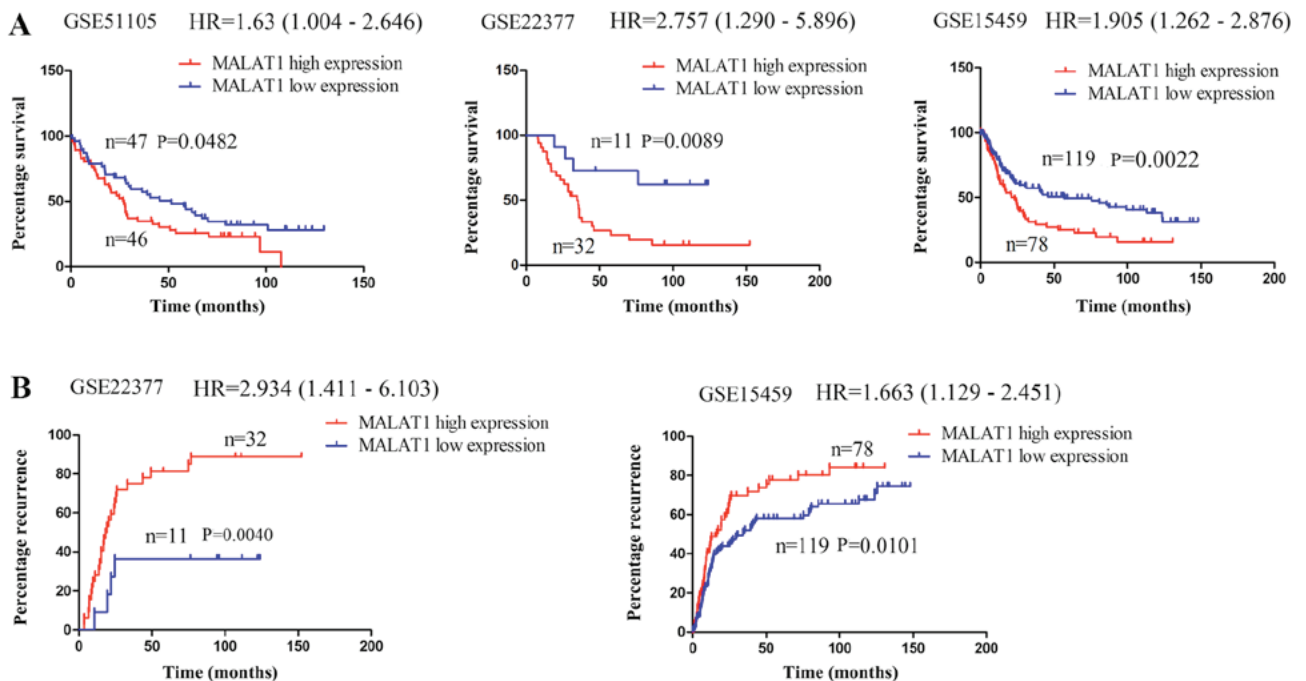 A
GSE51105 HR=1.63 (1.004 - 2.646)
MALAT1 high expression
MALAT1 low expression
Percentage survival
150
100
50
0
n=47 P=0.0482
n=46
0 50 100 150
Time (months)
GSE22377 HR=2.757 (1.290 - 5.896)
MALAT1 high expression
MALAT1 low expression
Percentage survival
150
100
50
0
n=11 P=0.0089
n=32
0 50 100 150 200
Time (months)
GSE15459 HR=1.905 (1.262 - 2.876)
MALAT1 high expression
MALAT1 low expression
Percentage survival
150
100
50
0
n=119 P=0.0022
n=78
0 50 100 150 200
Time (months)
B
GSE22377 HR=2.934 (1.411 - 6.103)
MALAT1 high expression
MALAT1 low expression
Percentage recurrence
100
80
60
40
20
0
n=32
n=11 P=0.0040
0 50 100 150 200
Time (months)
GSE15459 HR=1.663 (1.129 - 2.451)
MALAT1 high expression
MALAT1 low expression
Percentage recurrence
100
80
60
40
20
0
n=78
n=119 P=0.0101
0 50 100 150 200
Time (months)